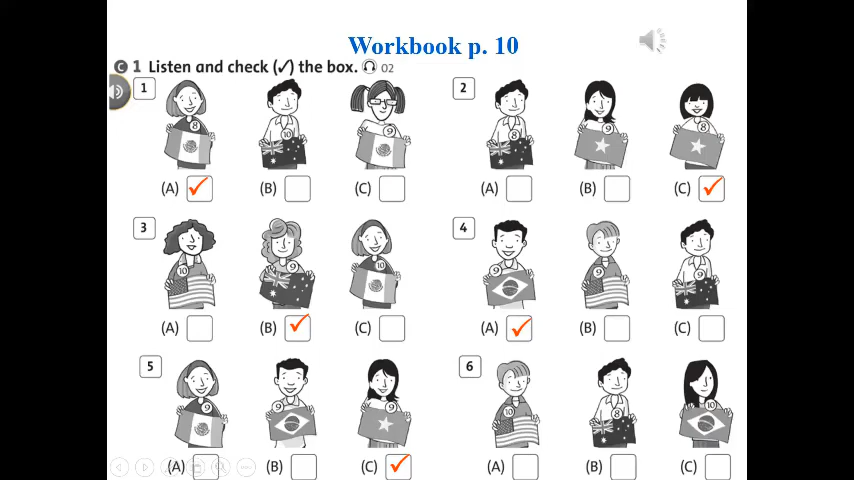 Workbook p. 10
C 1 Listen and check (✓) the box. 02
1 2
8 10 9 8 9 8
(A) ✓ (B) (C) (A) (B) (C) ✓
3 4
10 9 10 9 9 9
(A) (B) ✓ (C) (A) ✓ (B) (C)
5 6
9 9 9 10 8 10
(A) (B) (C) ✓ (A) (B) (C)